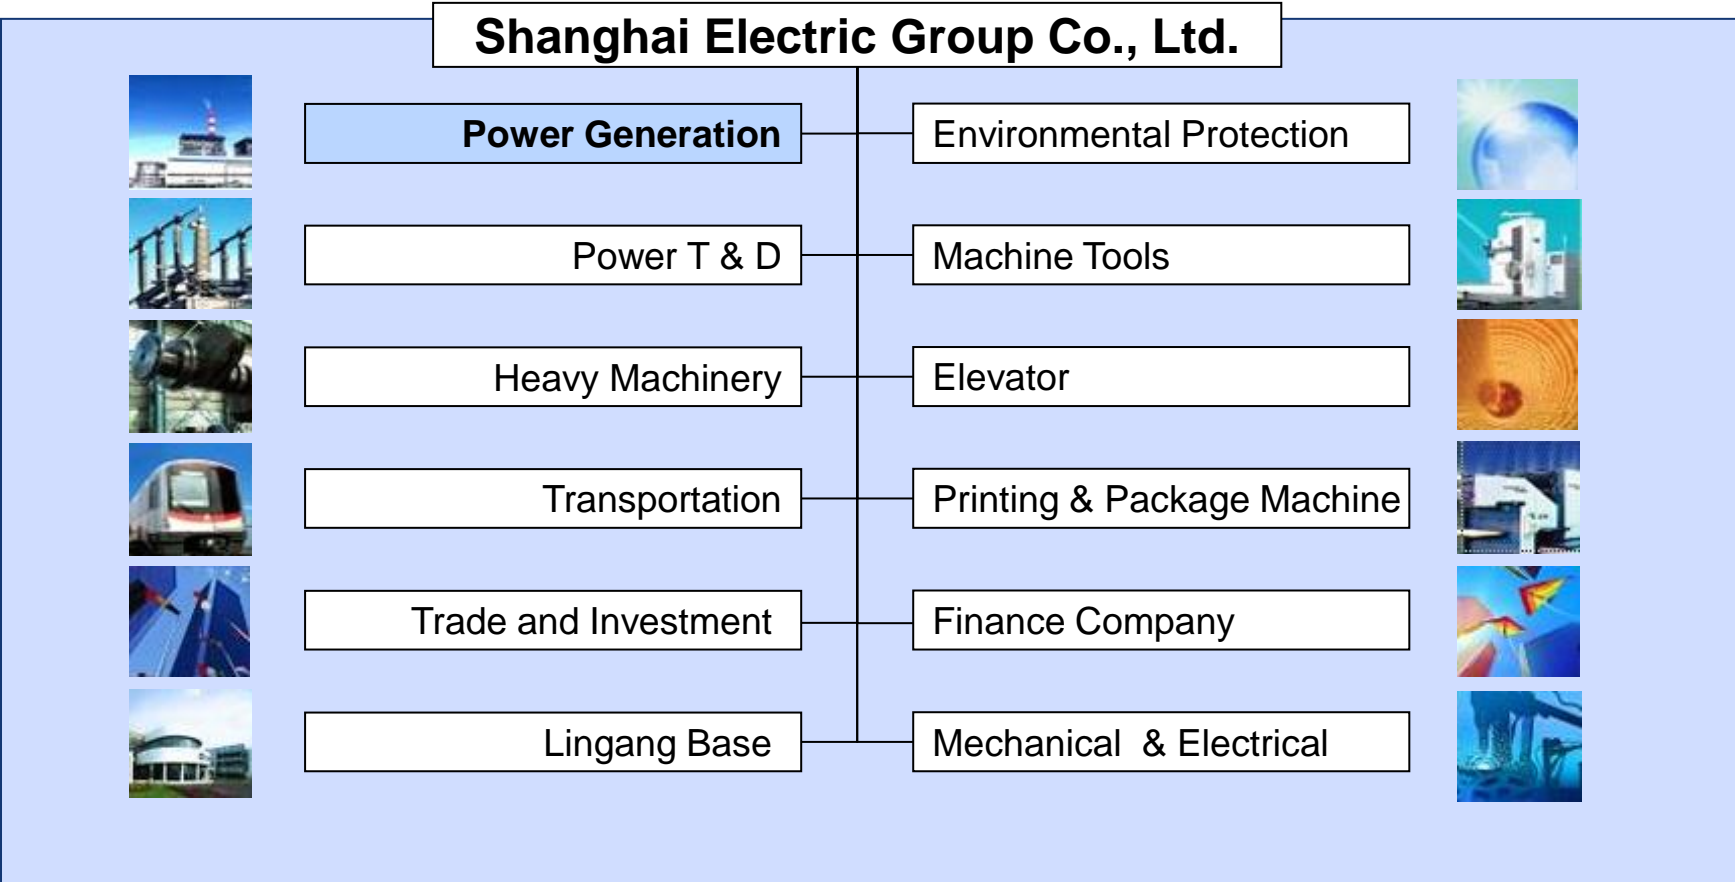 Shanghai Electric Group Co., Ltd.
Power Generation
Environmental Protection
Power T & D
Machine Tools
Heavy Machinery
Elevator
Transportation
Printing & Package Machine
Trade and Investment
Finance Company
Lingang Base
Mechanical & Electrical